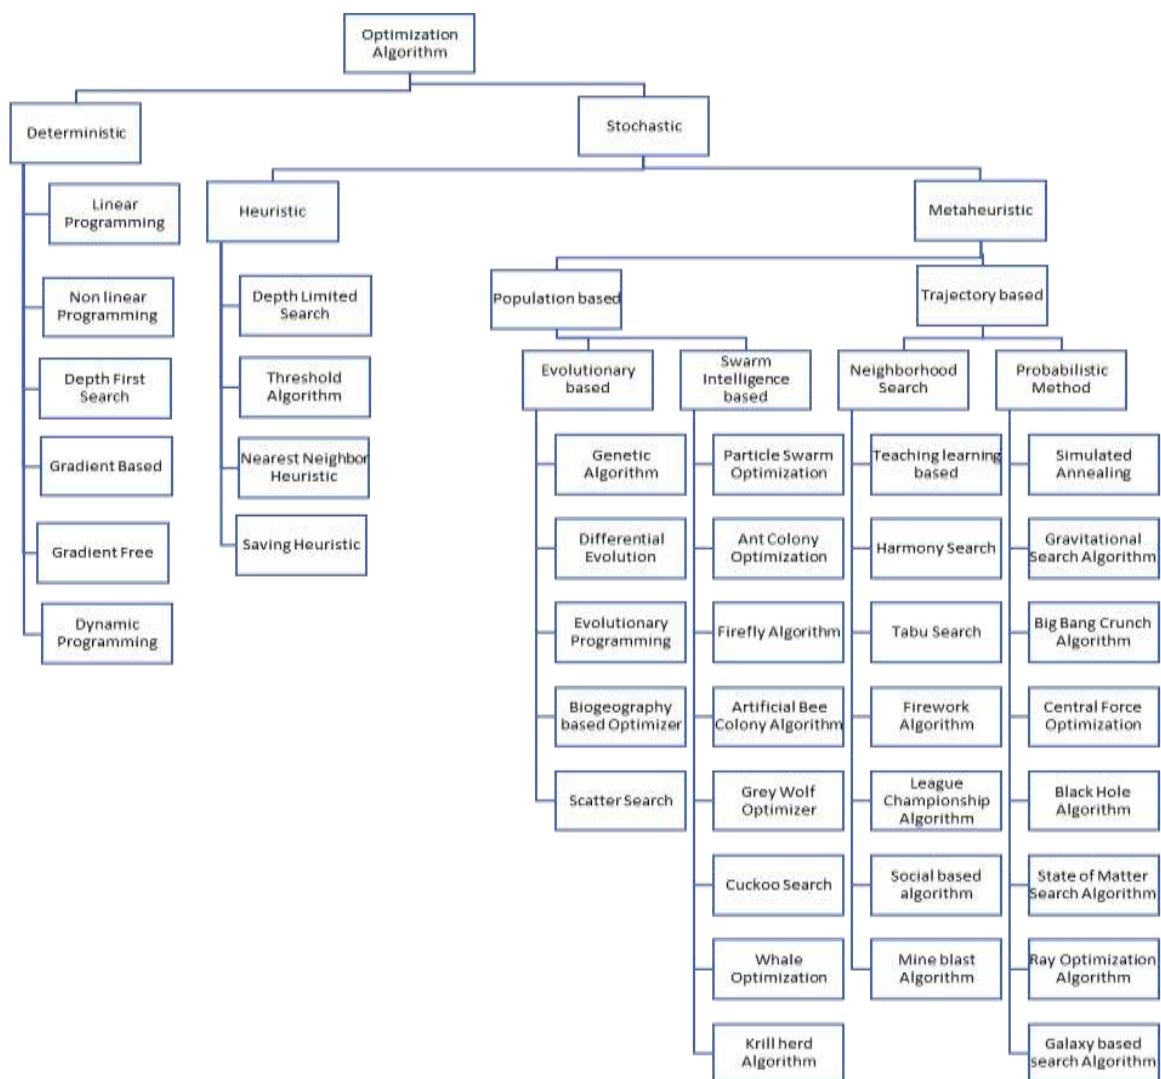 Optimization
Algorithm
Deterministic
Stochastic
Linear
Programming
Non linear
Programming
Depth First
Search
Gradient Based
Gradient Free
Dynamic
Programming
Heuristic
Depth Limited
Search
Threshold
Algorithm
Nearest Neighbor
Heuristic
Saving Heuristic
Metaheuristic
Population based
Trajectory based
Evolutionary
based
Genetic
Algorithm
Differential
Evolution
Evolutionary
Programming
Biogeography
based Optimizer
Scatter Search
Swarm
Intelligence
based
Particle Swarm
Optimization
Ant Colony
Optimization
Firefly Algorithm
Artificial Bee
Colony Algorithm
Grey Wolf
Optimizer
Cuckoo Search
Whale
Optimization
Krill herd
Algorithm
Neighborhood
Search
Teaching learning
based
Harmony Search
Tabu Search
Firework
Algorithm
League
Championship
Algorithm
Social based
algorithm
Mine blast
Algorithm
Probabilistic
Method
Simulated
Annealing
Gravitational
Search Algorithm
Big Bang Crunch
Algorithm
Central Force
Optimization
Black Hole
Algorithm
State of Matter
Search Algorithm
Ray Optimization
Algorithm
Galaxy based
search Algorithm